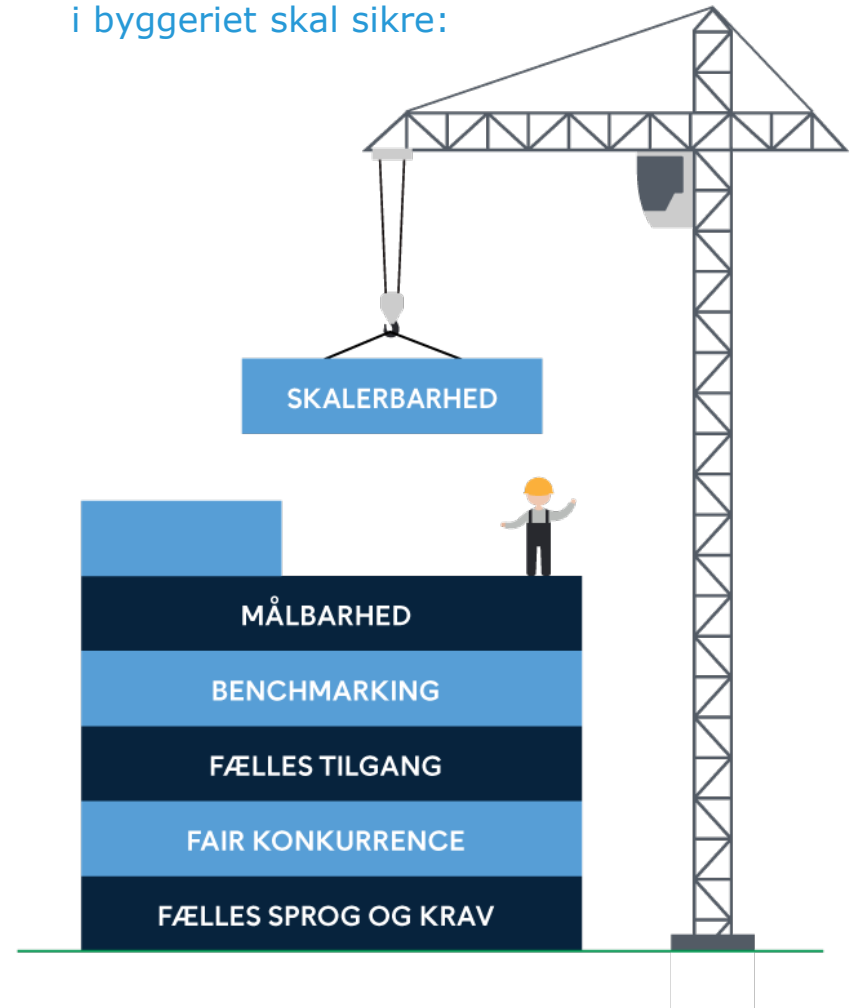 i byggeriet skal sikre:
SKALERBARHED
MÅLBARHED
BENCHMARKING
FÆLLES TILGANG
FAIR KONKURRENCE
FÆLLES SPROG OG KRAV